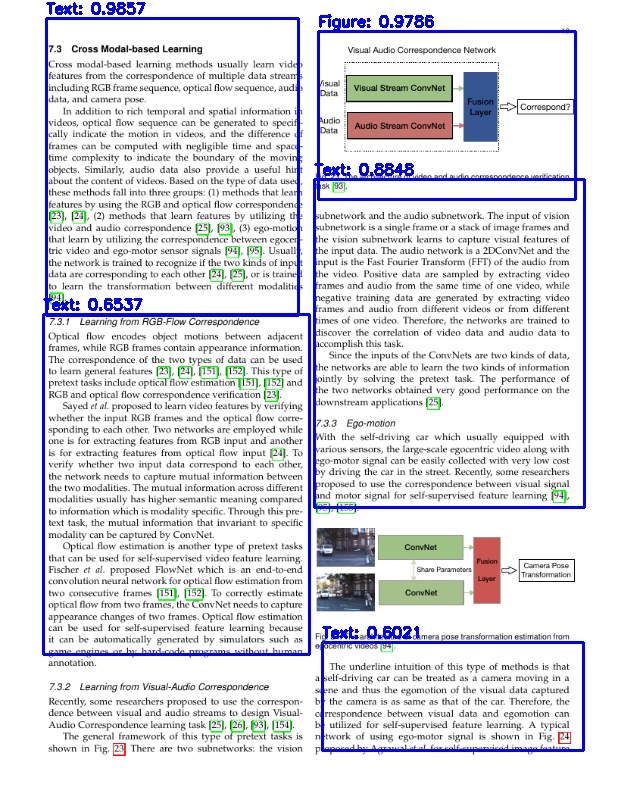 Text: 0.9857
7.3 Cross Modal-based Learning
Cross modal-based learning methods usually learn video
features from the correspondence of multiple data streams
including RGB frame sequence, optical flow sequence, audio
data, and camera pose.
In addition to rich temporal and spatial information in
videos, optical flow sequence can be generated to specif-
ically indicate the motion in videos, and the difference of
frames can be computed with negligible time and space-
time complexity to indicate the boundary of the moving
objects. Similarly, audio data also provide a useful hint
about the content of videos. Based on the type of data used,
these methods fall into three groups: (1) methods that learn
features by using the RGB and optical flow correspondence
[23], [24], (2) methods that learn features by utilizing the
video and audio correspondence [25], [93], (3) ego-motion
that learn by utilizing the correspondence between egocen-
tric video and ego-motor sensor signals [94], [95]. Usually,
the network is trained to recognize if the two kinds of input
data are corresponding to each other [24], [25], or is trained
to learn the transformation between different modalities
[94].
Text: 0.6537
7.3.1 Learning from RGB-Flow Correspondence
Optical flow encodes object motions between adjacent
frames, while RGB frames contain appearance information.
The correspondence of the two types of data can be used
to learn general features [23], [24], [151], [152]. This type of
pretext tasks include optical flow estimation [151], [152] and
RGB and optical flow correspondence verification [23].
Sayed et al. proposed to learn video features by verifying
whether the input RGB frames and the optical flow corre-
sponding to each other. Two networks are employed while
one is for extracting features from RGB input and another
is for extracting features from optical flow input [24]. To
verify whether two input data correspond to each other,
the network needs to capture mutual information between
the two modalities. The mutual information across different
modalities usually has higher semantic meaning compared
to information which is modality specific. Through this pre-
text task, the mutual information that invariant to specific
modality can be captured by ConvNet.
Optical flow estimation is another type of pretext tasks
that can be used for self-supervised video feature learning.
Fischer et al. proposed FlowNet which is an end-to-end
convolution neural network for optical flow estimation from
two consecutive frames [151], [152]. To correctly estimate
optical flow from two frames, the ConvNet needs to capture
appearance changes of two frames. Optical flow estimation
can be used for self-supervised feature learning because
it can be automatically generated by simulators such as
game engines or by hard-code programs without human
annotation.
7.3.2 Learning from Visual-Audio Correspondence
Recently, some researchers proposed to use the correspon-
dence between visual and audio streams to design Visual-
Audio Correspondence learning task [25], [26], [93], [154].
The general framework of this type of pretext tasks is
shown in Fig. 23. There are two subnetworks: the vision
Figure: 0.9786
Visual Audio Correspondence Network
Visual
Data
Visual Stream ConvNet
Fusion
Layer
Correspond?
Audio
Data
Audio Stream ConvNet
Text: 0.8848
of video and audio correspondence verification
task [93].
subnetwork and the audio subnetwork. The input of vision
subnetwork is a single frame or a stack of image frames and
the vision subnetwork learns to capture visual features of
the input data. The audio network is a 2DConvNet and the
input is the Fast Fourier Transform (FFT) of the audio from
the video. Positive data are sampled by extracting video
frames and audio from the same time of one video, while
negative training data are generated by extracting video
frames and audio from different videos or from different
times of one video. Therefore, the networks are trained to
discover the correlation of video data and audio data to
accomplish this task.
Since the inputs of the ConvNets are two kinds of data,
the networks are able to learn the two kinds of information
jointly by solving the pretext task. The performance of
the two networks obtained very good performance on the
downstream applications [25].
7.3.3 Ego-motion
With the self-driving car which usually equipped with
various sensors, the large-scale egocentric video along with
ego-motor signal can be easily collected with very low cost
by driving the car in the street. Recently, some researchers
proposed to use the correspondence between visual signal
and motor signal for self-supervised feature learning [94],
[95], [155].
ConvNet
Share Parameters
ConvNet
Fusion
Layer
Camera Pose
Transformation
Text: 0.6021
camera pose transformation estimation from
egocentric videos [94].
The underline intuition of this type of methods is that
a self-driving car can be treated as a camera moving in a
scene and thus the egomotion of the visual data captured
by the camera is as same as that of the car. Therefore, the
correspondence between visual data and egomotion can
be utilized for self-supervised feature learning. A typical
network of using ego-motor signal is shown in Fig. 24
proposed by Agrawal et al. for self-supervised image feature